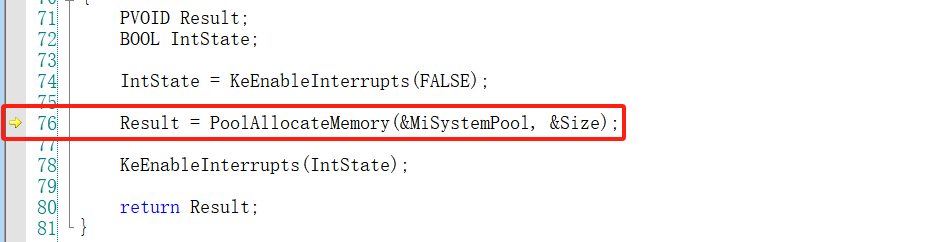 70 {
71 PVOID Result;
72 BOOL IntState;
73
74 IntState = KeEnableInterrupts(FALSE);
75
76 Result = PoolAllocateMemory(&MiSystemPool, &Size);
77
78 KeEnableInterrupts(IntState);
79
80 return Result;
81 }